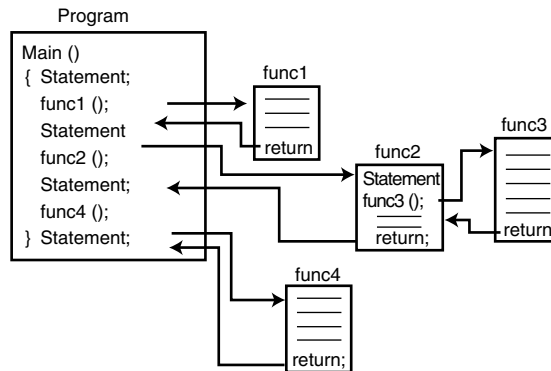 Program
Main ()
{ Statement;
func1 ();
Statement
func2 ();
Statement;
func4 ();
} Statement;
func1
return
func2
Statement
func3 ();
return;
func3
return
func4
return;